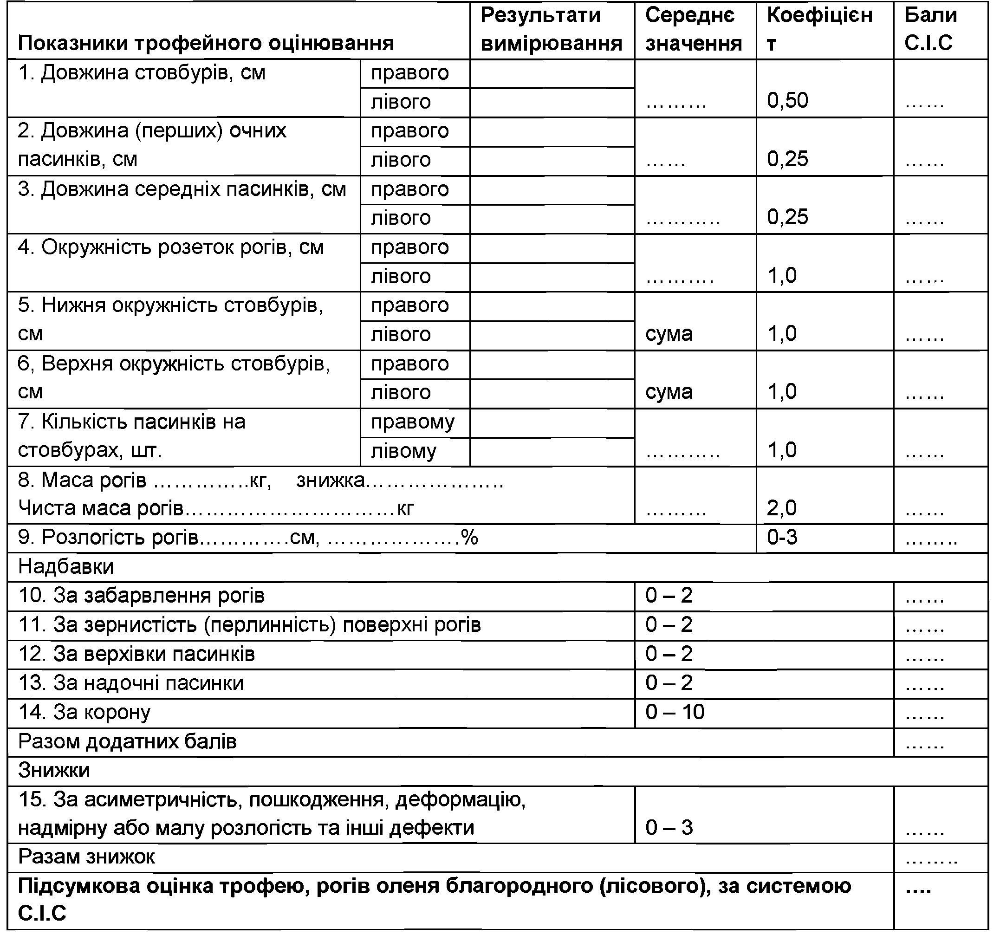 Показники трофейного оцінювання
Результати
вимірювання
Середнє
значення
Коефіцієн
т
Бали
С.І.С
1. Довжина стовбурів, см
правого
лівого
………
0,50
……
2. Довжина (перших) очних
пасинків, см
правого
лівого
……
0,25
……
3. Довжина середніх пасинків, см
правого
лівого
………..
0,25
……
4. Окружність розеток рогів, см
правого
лівого
……….
1,0
……
5. Нижня окружність стовбурів,
см
правого
лівого
сума
1,0
……
6, Верхня окружність стовбурів,
см
правого
лівого
сума
1,0
……
7. Кількість пасинків на
стовбурах, шт.
правому
лівому
………..
1,0
……
8. Маса рогів …………..кг, знижка…………………..
Чиста маса рогів………………………………кг
………
2,0
……
9. Розлогість рогів………….см, ………………….%
0-3
……..
Надбавки
10. За забарвлення рогів
0 – 2
……
11. За зернистість (перлинність) поверхні рогів
0 – 2
……
12. За верхівки пасинків
0 – 2
……
13. За надочні пасинки
0 – 2
……
14. За корону
0 – 10
……
Разом додатних балів
……
Знижки
15. За асиметричність, пошкодження, деформацію,
надмірну або малу розлогість та інші дефекти
0 – 3
……
Разам знижок
……..
Підсумкова оцінка трофею, рогів оленя благородного (лісового), за системою
С.І.С
….